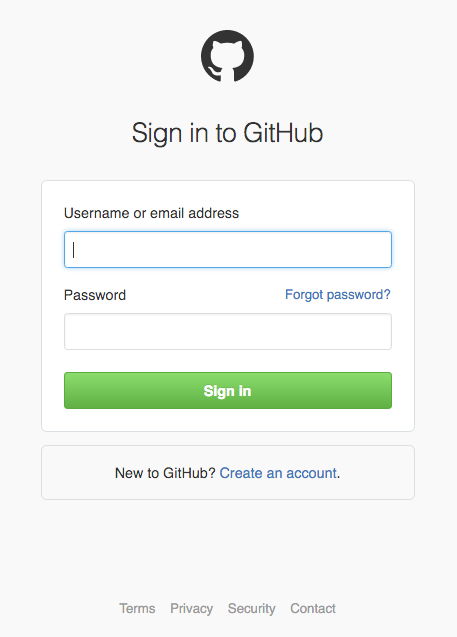 Sign in to GitHub
Username or email address
Password Forgot password?
Sign in
New to GitHub? Create an account.
Terms Privacy Security Contact